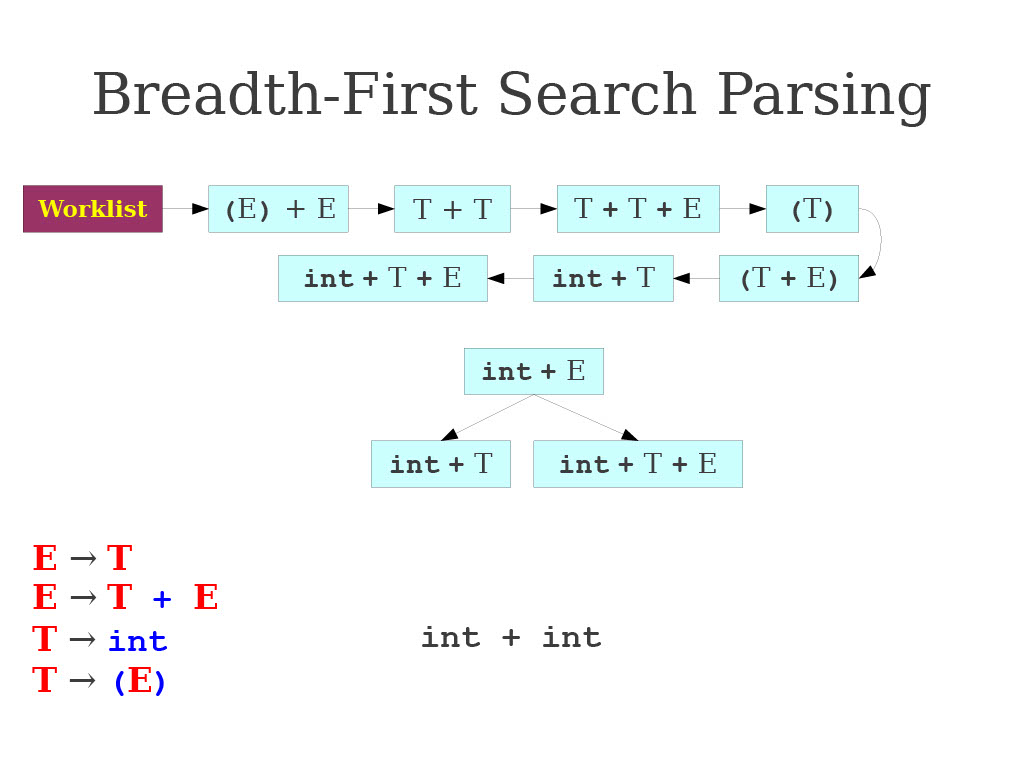 Breadth-First Search Parsing
Worklist (E) + E T + T T + T + E (T)
int + T + E int + T (T + E)
int + E
int + T int + T + E
E → T
E → T + E
T → int
T → (E)
int + int